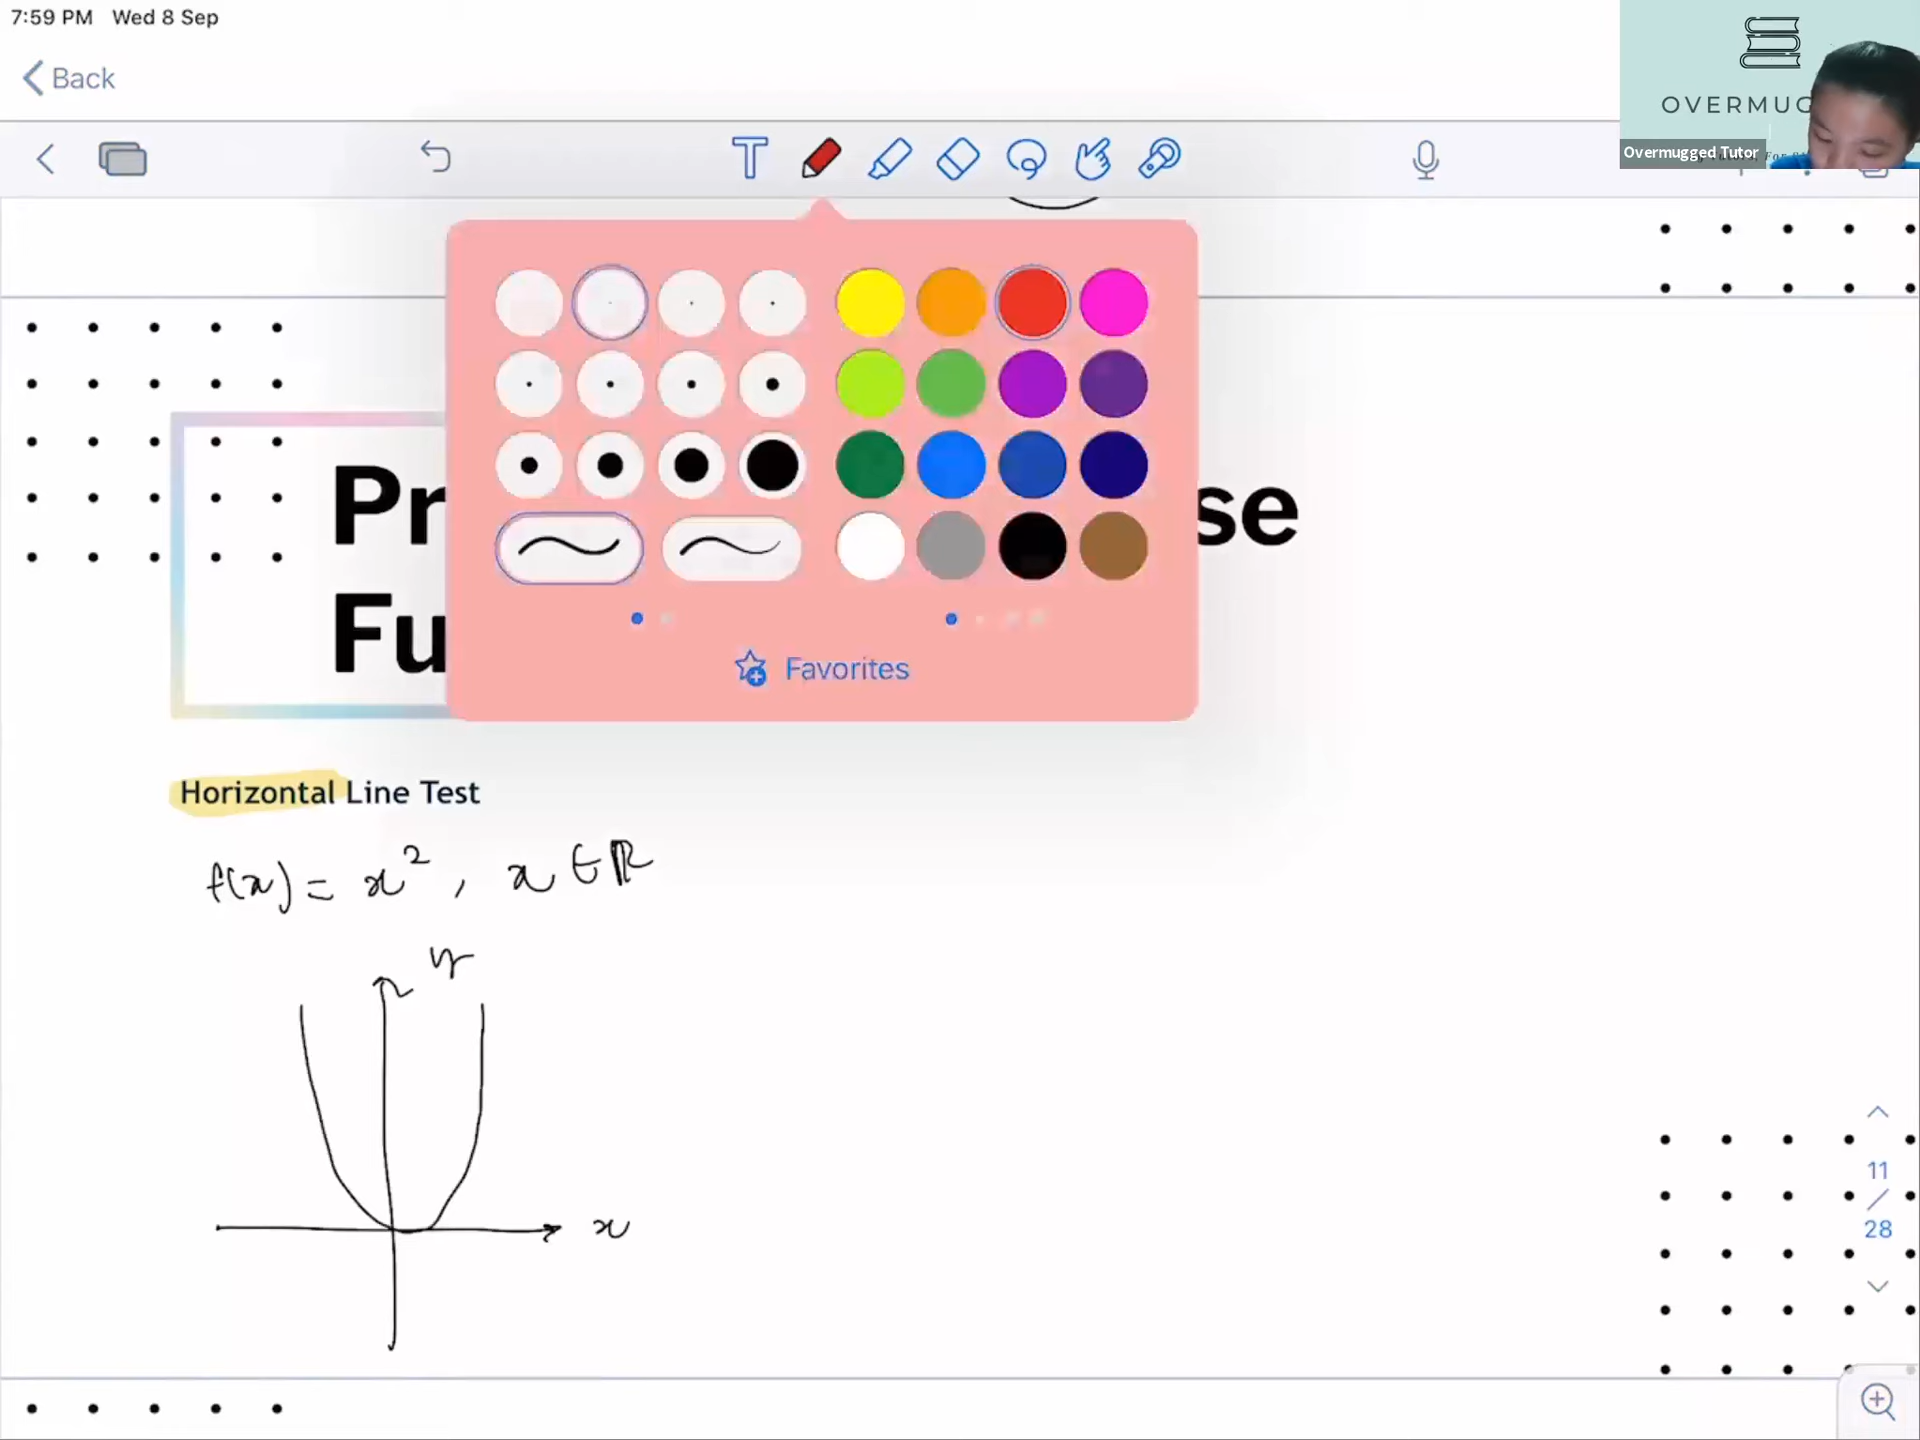 7:59 PM Wed 8 Sep
Back
OVERMUG
Overmugged Tutor
Pr
se
Fu
Favorites
Horizontal Line Test
f(x) = x², x ∈ ℝ
y
x
11
/
28